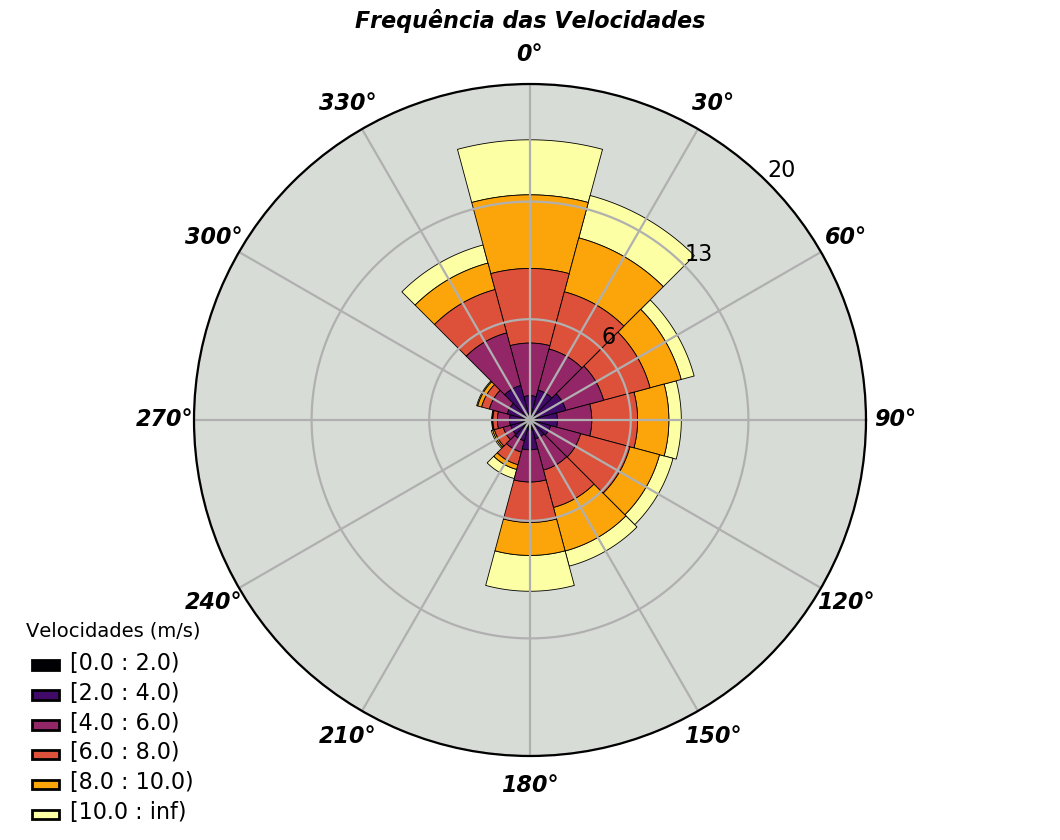 Frequência das Velocidades
0°
330°
30°
20
300°
60°
13
6
270°
90°
240°
120°
210°
150°
180°
Velocidades (m/s)
[0.0 : 2.0)
[2.0 : 4.0)
[4.0 : 6.0)
[6.0 : 8.0)
[8.0 : 10.0)
[10.0 : inf)